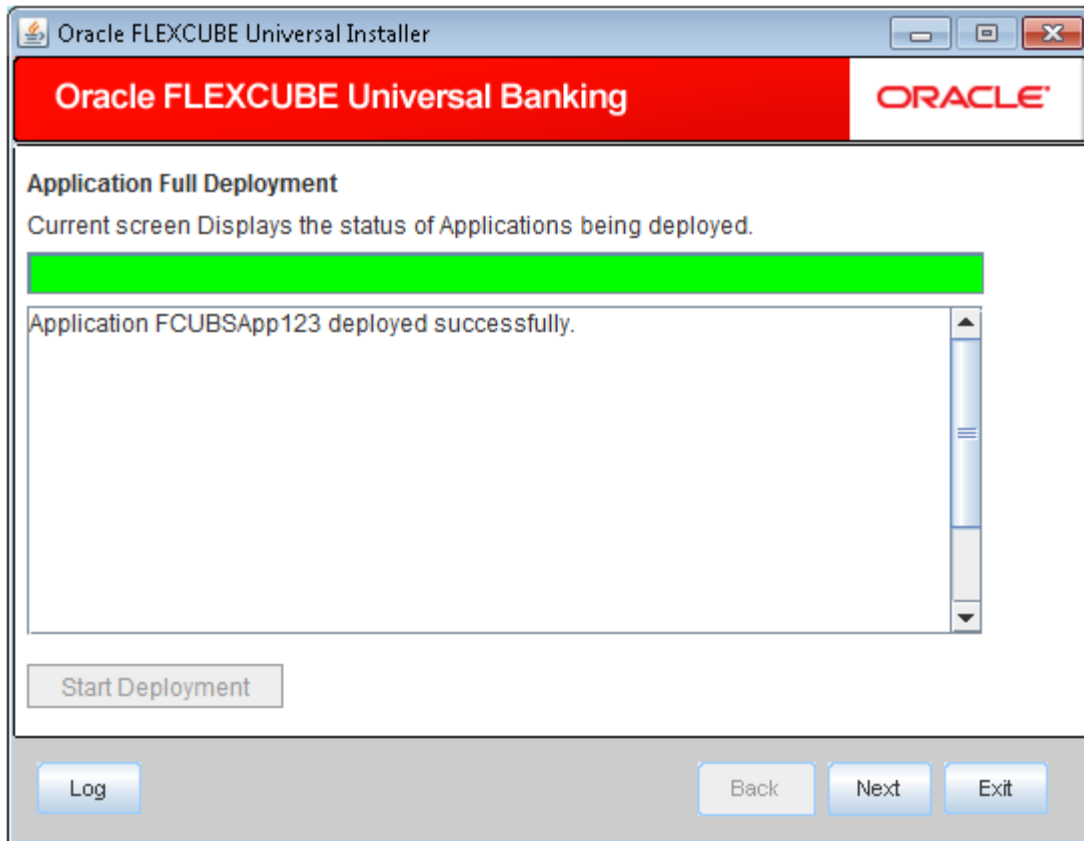 Oracle FLEXCUBE Universal Installer
Oracle FLEXCUBE Universal Banking
ORACLE®
Application Full Deployment
Current screen Displays the status of Applications being deployed.
Application FCUBSApp123 deployed successfully.
Start Deployment
Log
Back
Next
Exit